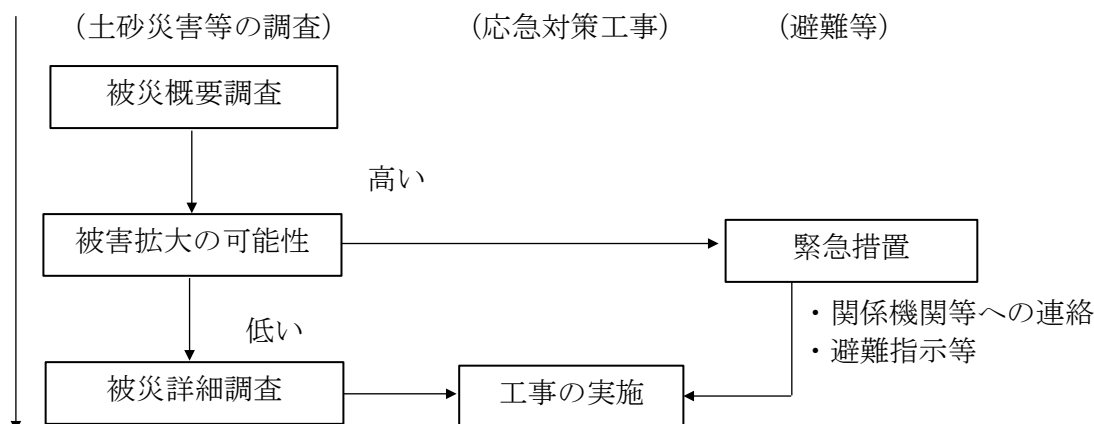 （土砂災害等の調査） （応急対策工事） （避難等）
被災概要調査
高い
被害拡大の可能性 緊急措置
・関係機関等への連絡
低い ・避難指示等
被災詳細調査 工事の実施